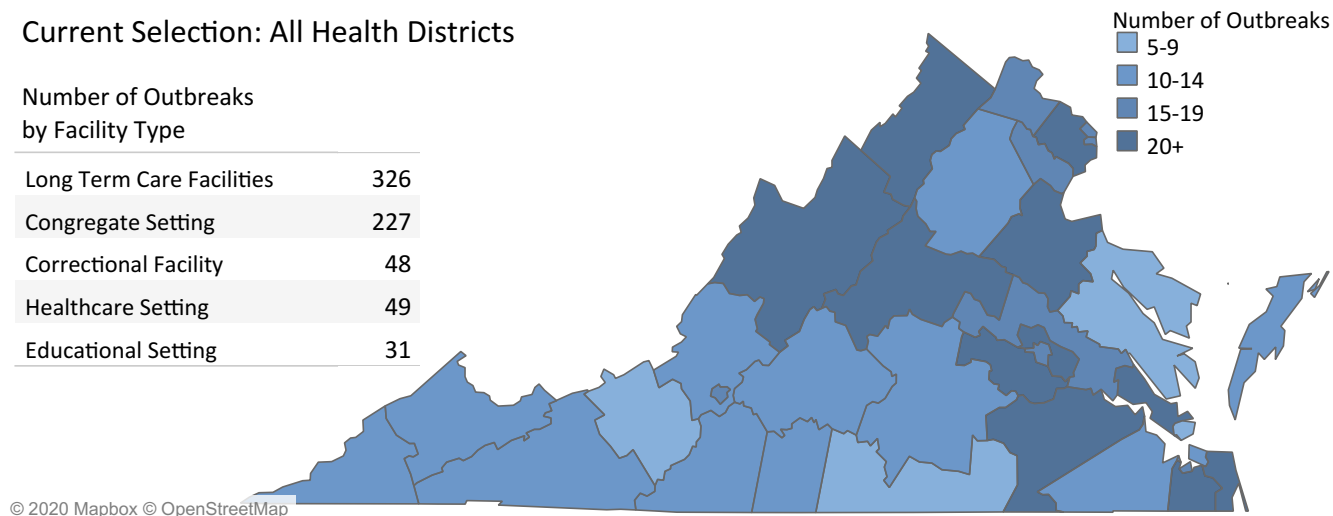 Current Selection: All Health Districts
Number of Outbreaks
by Facility Type
Long Term Care Facilities 326
Congregate Setting 227
Correctional Facility 48
Healthcare Setting 49
Educational Setting 31
Number of Outbreaks
5-9
10-14
15-19
20+
© 2020 Mapbox © OpenStreetMap